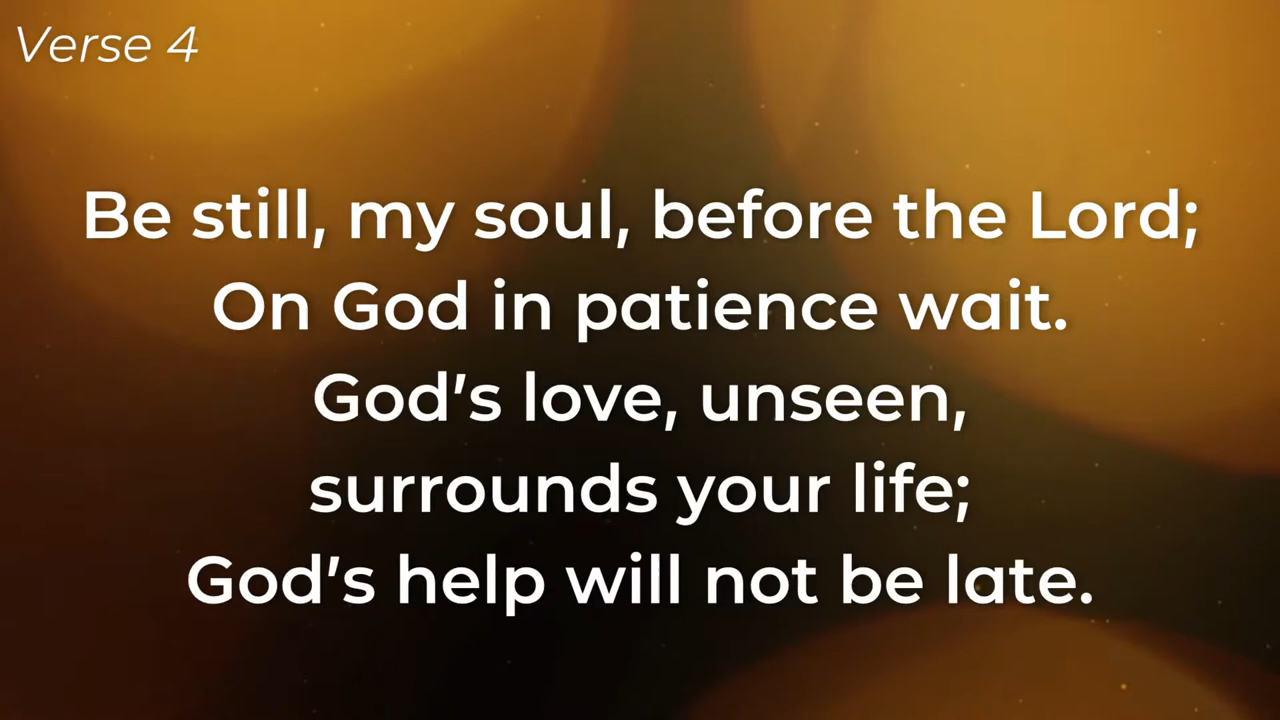 Verse 4
Be still, my soul, before the Lord;
On God in patience wait.
God's love, unseen,
surrounds your life;
God's help will not be late.